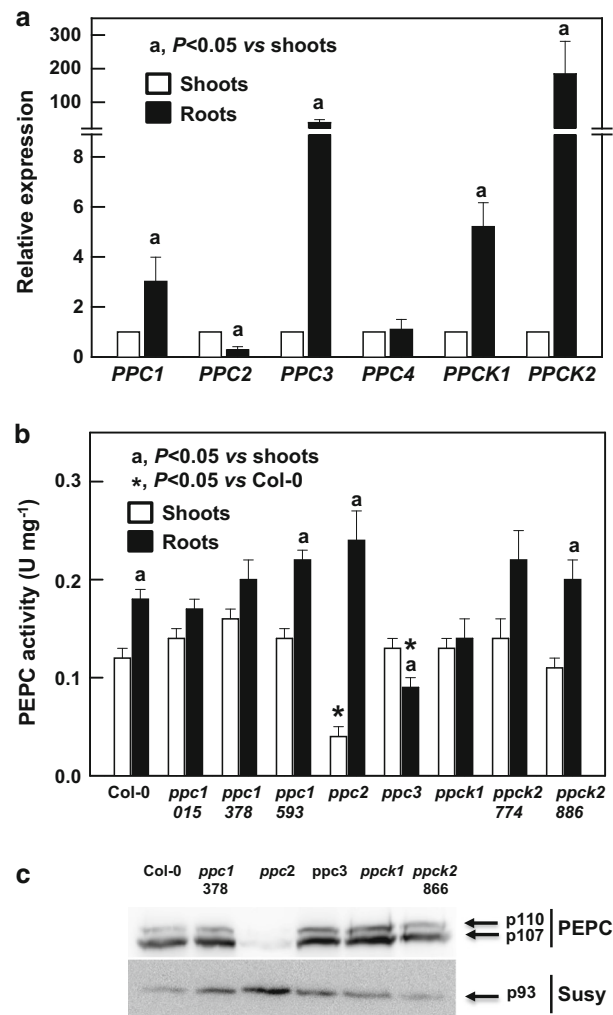 a
300
200
100
8
6
4
2
0
Relative expression
a, P<0.05 vs shoots
Shoots
Roots
a
a
a
a
a
PPC1 PPC2 PPC3 PPC4 PPCK1 PPCK2
b
0.3
0.2
0.1
0.0
PEPC activity (U mg-1)
a, P<0.05 vs shoots
*, P<0.05 vs Col-0
Shoots
Roots
a
a
a
*
*
a
a
Col-0 ppc1 ppc1 ppc1 ppc2 ppc3 ppck1 ppck2 ppck2
015 378 593 774 886
c
Col-0 ppc1 ppc2 ppc3 ppck1 ppck2
378 866
p110
p107
PEPC
p93 Susy